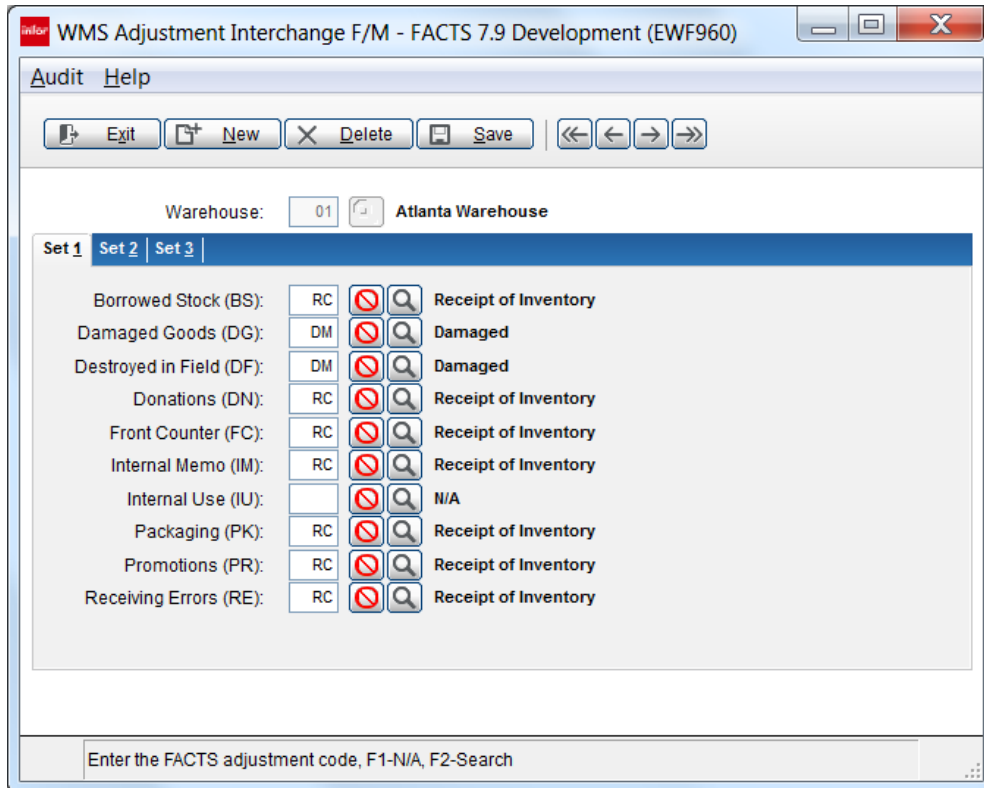 infor WMS Adjustment Interchange F/M - FACTS 7.9 Development (EWF960)
Audit Help
Exit New Delete Save
Warehouse: 01 Atlanta Warehouse
Set 1 Set 2 Set 3
Borrowed Stock (BS): RC Receipt of Inventory
Damaged Goods (DG): DM Damaged
Destroyed in Field (DF): DM Damaged
Donations (DN): RC Receipt of Inventory
Front Counter (FC): RC Receipt of Inventory
Internal Memo (IM): RC Receipt of Inventory
Internal Use (IU): N/A
Packaging (PK): RC Receipt of Inventory
Promotions (PR): RC Receipt of Inventory
Receiving Errors (RE): RC Receipt of Inventory
Enter the FACTS adjustment code, F1-N/A, F2-Search